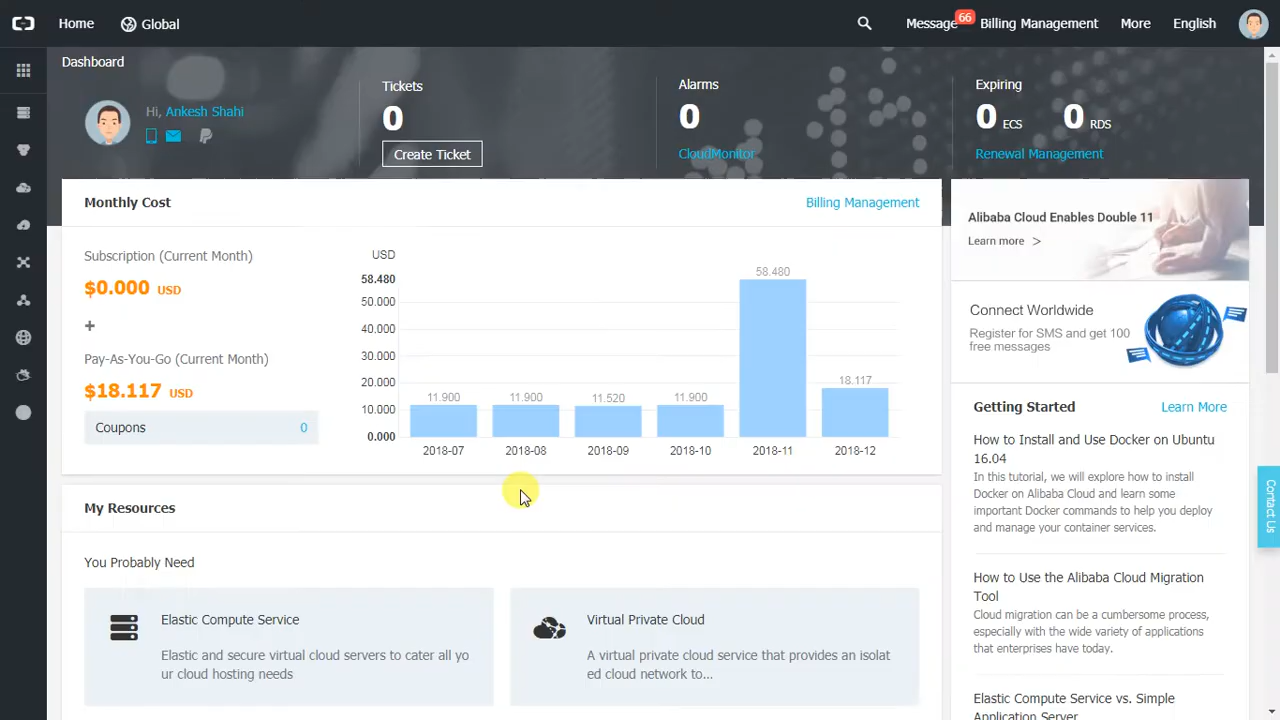 Home
Global
Message
66
Billing Management
More
English
Dashboard
Hi, Ankesh Shahi
Tickets
0
Create Ticket
Alarms
0
CloudMonitor
Expiring
0 ECS
0 RDS
Renewal Management
Monthly Cost
Billing Management
Subscription (Current Month)
$0.000 USD
+
Pay-As-You-Go (Current Month)
$18.117 USD
Coupons
0
USD
58.480
50.000
40.000
30.000
20.000
10.000
0.000
11.900
11.900
11.520
11.900
58.480
18.117
2018-07
2018-08
2018-09
2018-10
2018-11
2018-12
My Resources
You Probably Need
Elastic Compute Service
Elastic and secure virtual cloud servers to cater all yo
ur cloud hosting needs
Virtual Private Cloud
A virtual private cloud service that provides an isolat
ed cloud network to...
Alibaba Cloud Enables Double 11
Learn more >
Connect Worldwide
Register for SMS and get 100
free messages
Getting Started
Learn More
How to Install and Use Docker on Ubuntu
16.04
In this tutorial, we will explore how to install
Docker on Alibaba Cloud and learn some
important Docker commands to help you deploy
and manage your container services.
How to Use the Alibaba Cloud Migration
Tool
Cloud migration can be a cumbersome process,
especially with the wide variety of applications
that enterprises have today.
Elastic Compute Service vs. Simple
Application Server
Contact Us